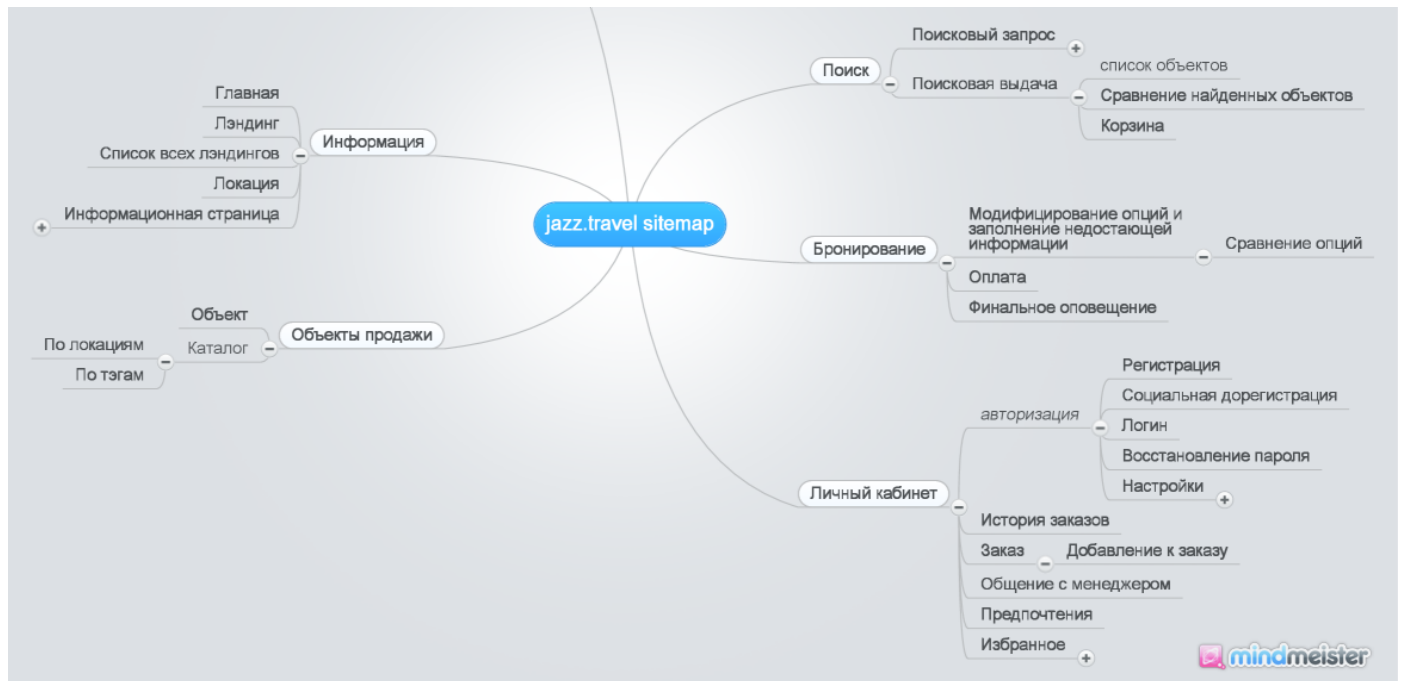 jazz.travel sitemap
Информация
Главная
Лэндинг
Список всех лэндингов
Локация
Информационная страница
Объекты продажи
Объект
Каталог
По локациям
По тэгам
Поиск
Поисковый запрос
Поисковая выдача
список объектов
Сравнение найденных объектов
Корзина
Бронирование
Модифицирование опций и
заполнение недостающей
информации
Сравнение опций
Оплата
Финальное оповещение
Личный кабинет
авторизация
Регистрация
Социальная дорегистрация
Логин
Восстановление пароля
Настройки
История заказов
Заказ
Добавление к заказу
Общение с менеджером
Предпочтения
Избранное
mindmeister